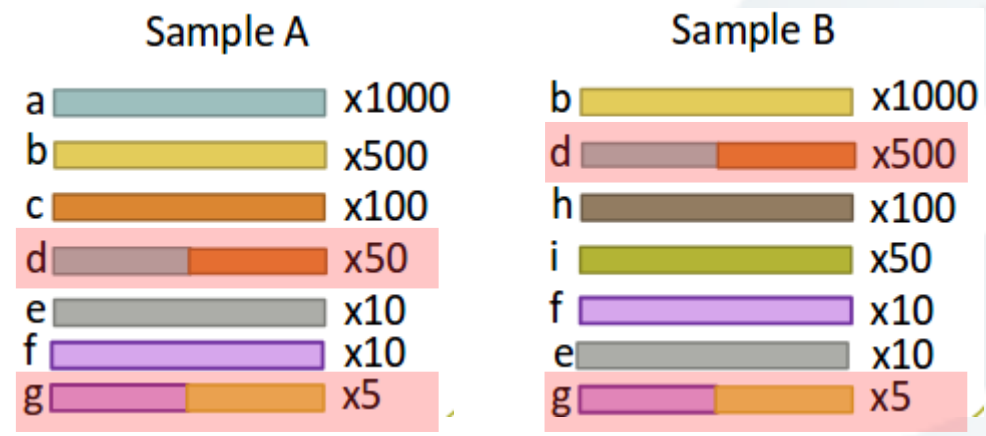 Sample A
a x1000
b x500
c x100
d x50
e x10
f x10
g x5
Sample B
b x1000
d x500
h x100
i x50
f x10
e x10
g x5